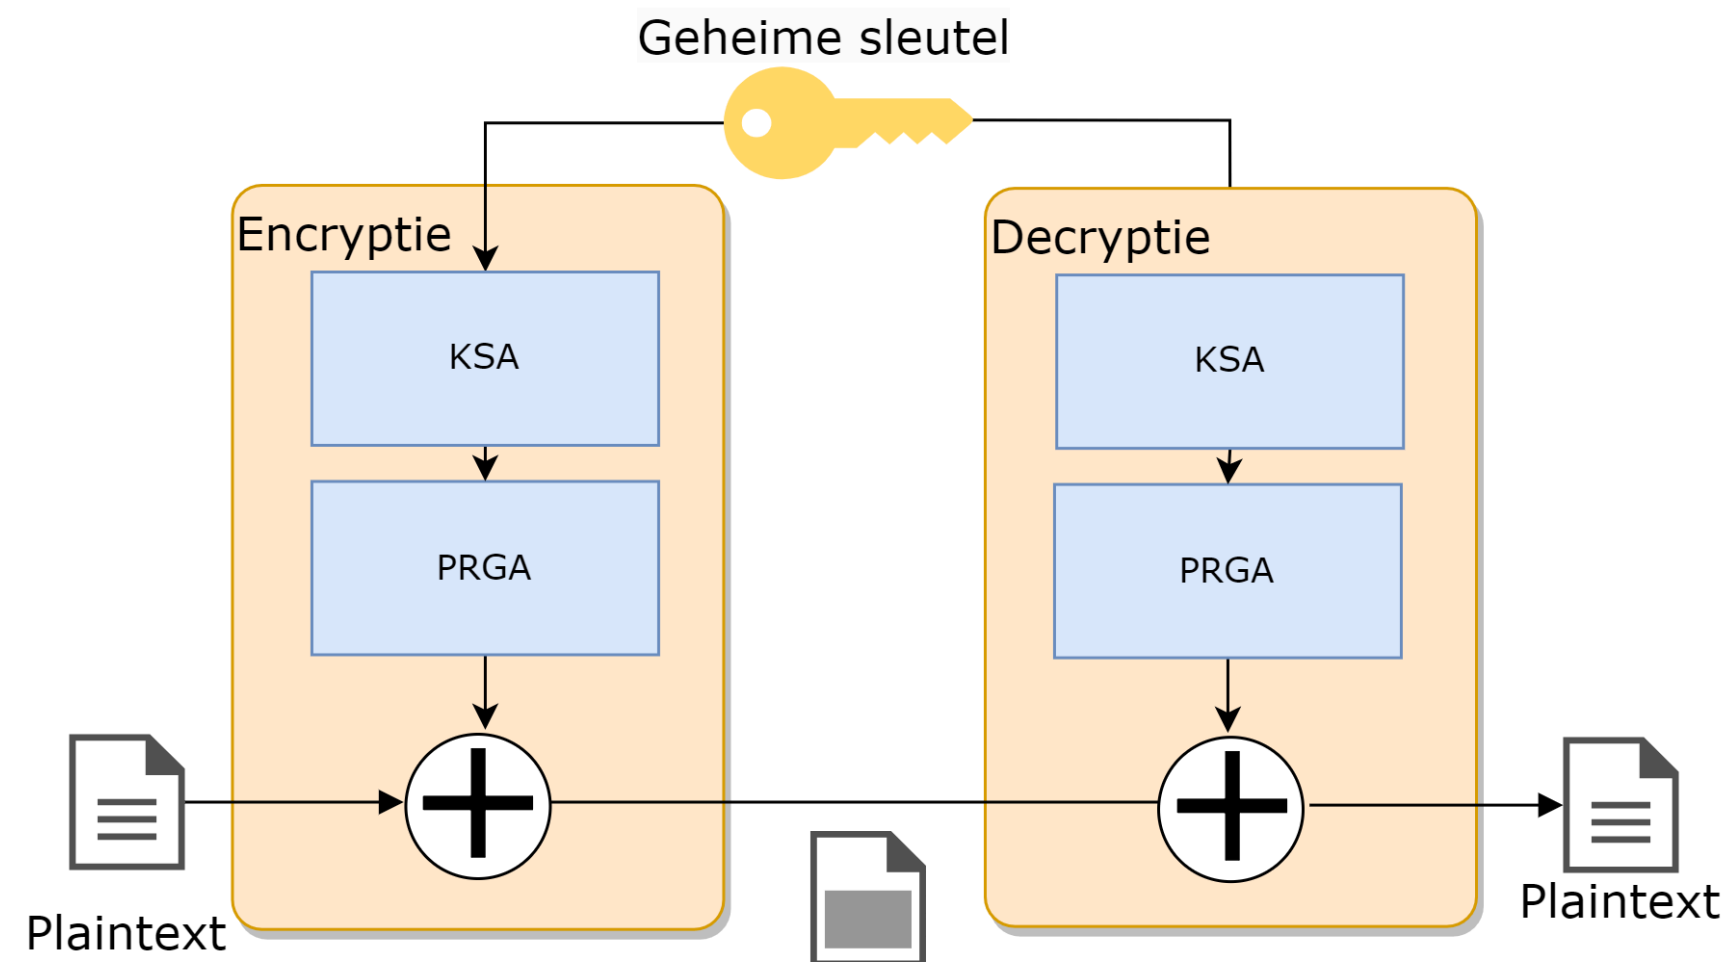 Geheime sleutel
Encryptie
Decryptie
KSA
KSA
PRGA
PRGA
Plaintext
Plaintext